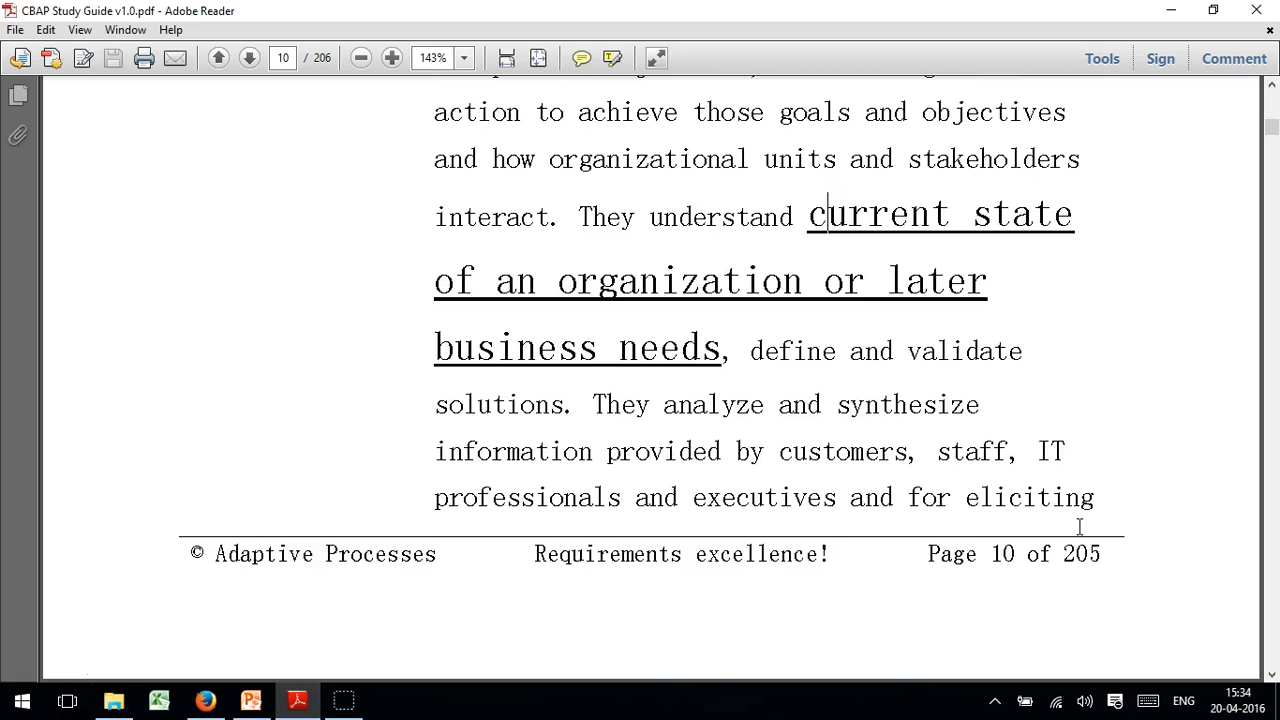 CBAP Study Guide v1.0.pdf - Adobe Reader
File Edit View Window Help
10 / 206 143% Tools Sign Comment
action to achieve those goals and objectives
and how organizational units and stakeholders
interact. They understand current state
of an organization or later
business needs, define and validate
solutions. They analyze and synthesize
information provided by customers, staff, IT
professionals and executives and for eliciting
© Adaptive Processes Requirements excellence! Page 10 of 205
ENG 15:34
20-04-2016